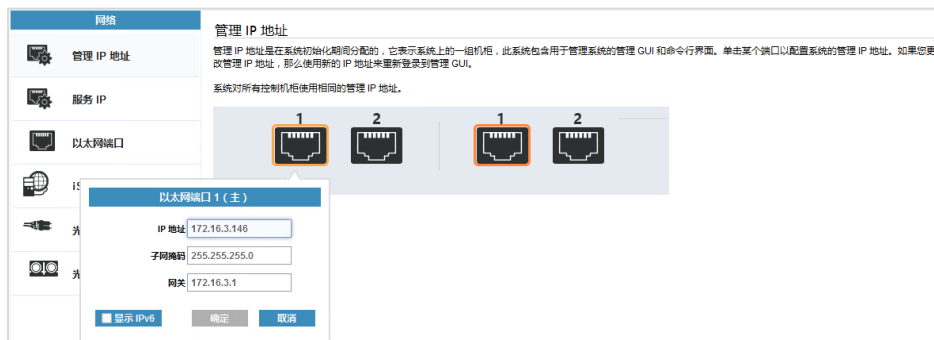 网络
管理 IP 地址
服务 IP
以太网端口
管理 IP 地址
管理 IP 地址是在系统初始化期间分配的，它表示系统上的一组机柜，此系统包含用于管理系统的管理 GUI 和命令行界面。单击某个端口以配置系统的管理 IP 地址。如果您更
改管理 IP 地址，那么使用新的 IP 地址来重新登录到管理 GUI。
系统对所有控制机柜使用相同的管理 IP 地址。
1 2 1 2
以太网端口 1（主）
IP 地址 172.16.3.146
子网掩码 255.255.255.0
网关 172.16.3.1
显示 IPv6 确定 取消
iS
光
光